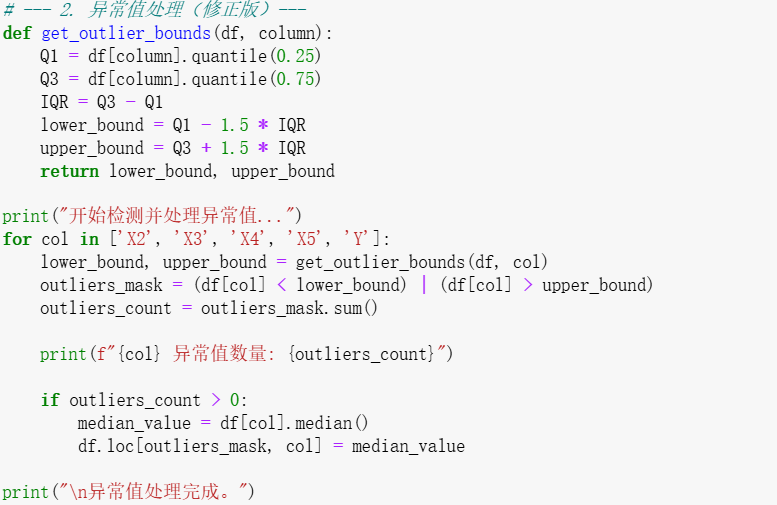 # --- 2. 异常值处理（修正版）---
def get_outlier_bounds(df, column):
    Q1 = df[column].quantile(0.25)
    Q3 = df[column].quantile(0.75)
    IQR = Q3 - Q1
    lower_bound = Q1 - 1.5 * IQR
    upper_bound = Q3 + 1.5 * IQR
    return lower_bound, upper_bound

print("开始检测并处理异常值...")
for col in ['X2', 'X3', 'X4', 'X5', 'Y']:
    lower_bound, upper_bound = get_outlier_bounds(df, col)
    outliers_mask = (df[col] < lower_bound) | (df[col] > upper_bound)
    outliers_count = outliers_mask.sum()

    print(f"{col} 异常值数量: {outliers_count}")

    if outliers_count > 0:
        median_value = df[col].median()
        df.loc[outliers_mask, col] = median_value

print("\n异常值处理完成。")